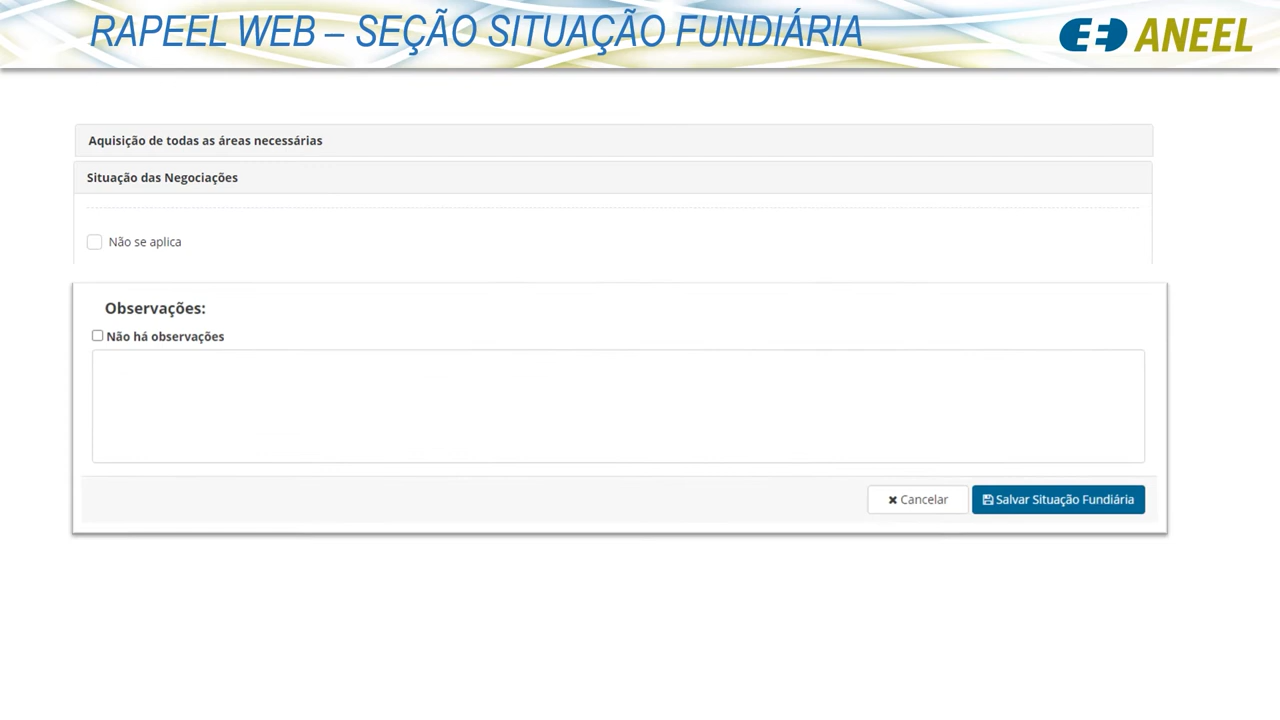 RAPEEL WEB – SEÇÃO SITUAÇÃO FUNDIÁRIA
ANEEL
Aquisição de todas as áreas necessárias
Situação das Negociações
Não se aplica
Observações:
Não há observações
Cancelar
Salvar Situação Fundiária